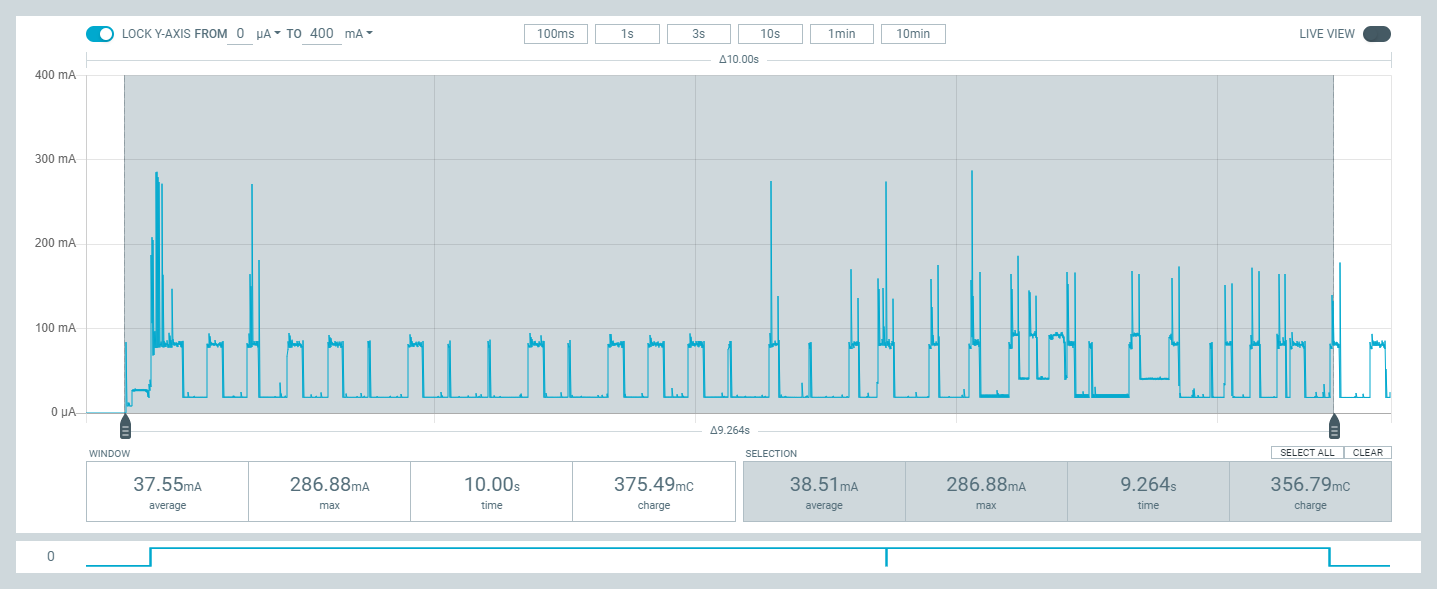 LOCK Y-AXIS FROM 0 µA TO 400 mA 100ms 1s 3s 10s 1min 10min LIVE VIEW
Δ10.00s
400 mA
300 mA
200 mA
100 mA
0 µA
Δ9.264s
WINDOW SELECTION SELECT ALL CLEAR
37.55mA 286.88mA 10.00s 375.49mC 38.51mA 286.88mA 9.264s 356.79mC
average max time charge average max time charge
0